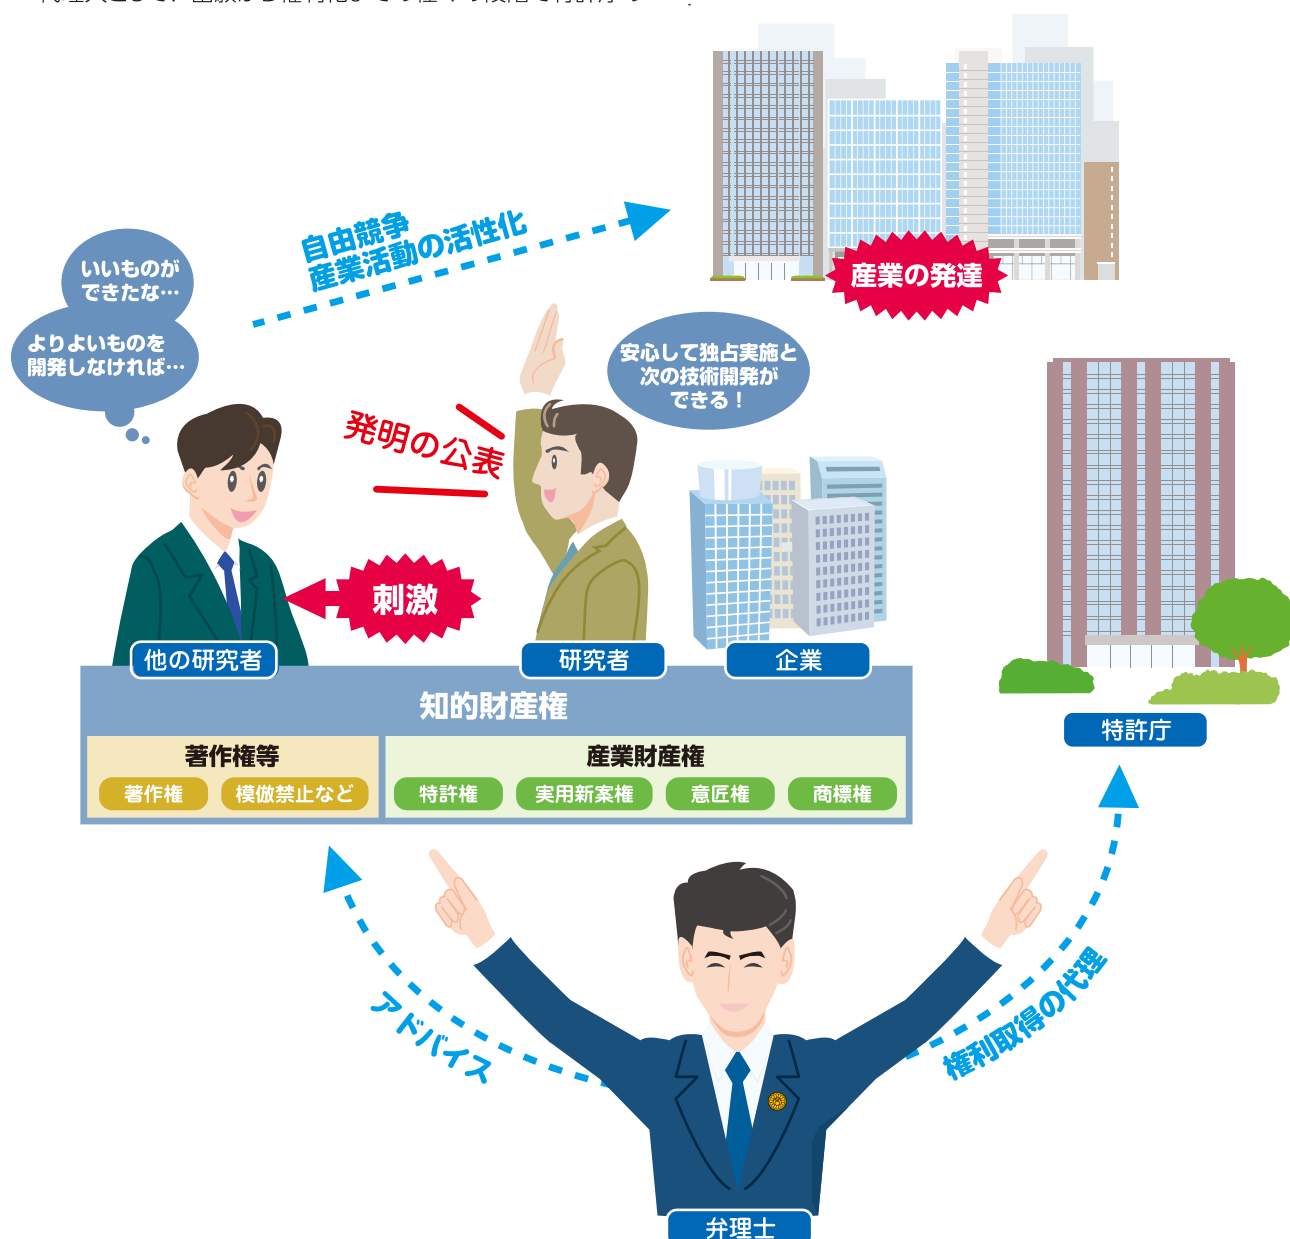 自由競争
産業活動の活性化
産業の発達
いいものが
できたな…
よりよいものを
開発しなければ…
安心して独占実施と
次の技術開発が
できる！
発明の公表
刺激
他の研究者
研究者
企業
特許庁
知的財産権
著作権等
産業財産権
著作権
模倣禁止など
特許権
実用新案権
意匠権
商標権
アドバイス
権利取得の代理
弁理士